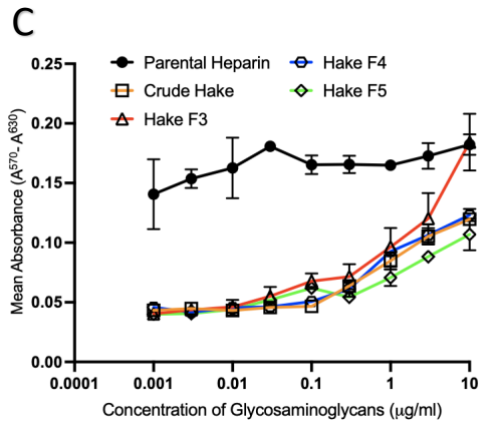 C
Parental Heparin
Crude Hake
Hake F3
Hake F4
Hake F5
Mean Absorbance (A⁵⁷⁰- A⁶³⁰)
0.25
0.20
0.15
0.10
0.05
0.00
0.0001 0.001 0.01 0.1 1 10
Concentration of Glycosaminoglycans (μg/ml)